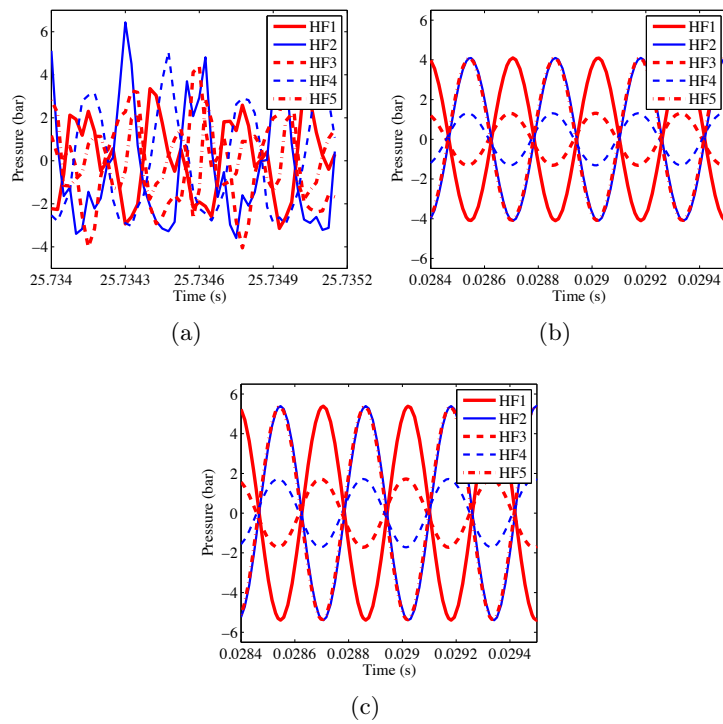 6
4
2
0
−2
−4
Pressure (bar)
25.734
25.7343
25.7346
25.7349
25.7352
Time (s)
HF1
HF2
HF3
HF4
HF5
(a)
6
4
2
0
−2
−4
−6
Pressure (bar)
0.0284
0.0286
0.0288
0.029
0.0292
0.0294
Time (s)
HF1
HF2
HF3
HF4
HF5
(b)
6
4
2
0
−2
−4
−6
Pressure (bar)
0.0284
0.0286
0.0288
0.029
0.0292
0.0294
Time (s)
HF1
HF2
HF3
HF4
HF5
(c)